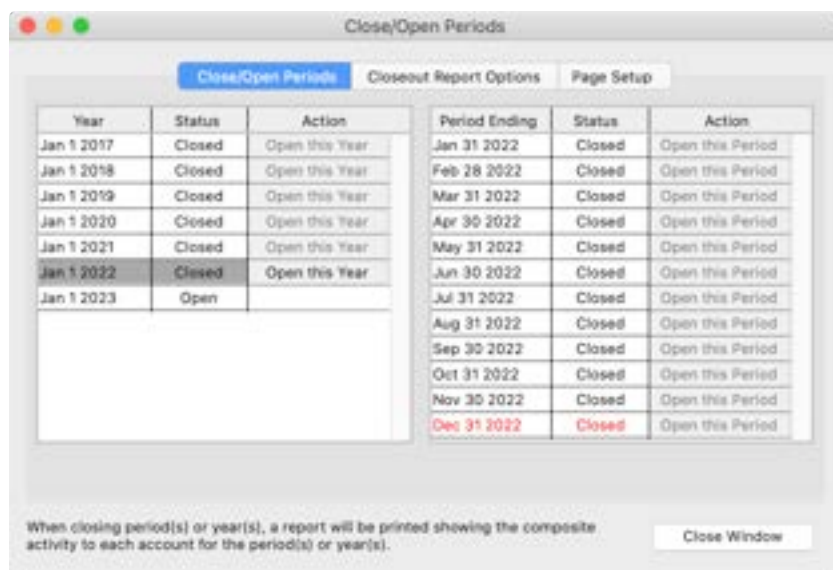 Close/Open Periods
Close/Open Periods Closeout Report Options Page Setup
Year Status Action
Jan 1 2017 Closed Open this Year
Jan 1 2018 Closed Open this Year
Jan 1 2019 Closed Open this Year
Jan 1 2020 Closed Open this Year
Jan 1 2021 Closed Open this Year
Jan 1 2022 Closed Open this Year
Jan 1 2023 Open
Period Ending Status Action
Jan 31 2022 Closed Open this Period
Feb 28 2022 Closed Open this Period
Mar 31 2022 Closed Open this Period
Apr 30 2022 Closed Open this Period
May 31 2022 Closed Open this Period
Jun 30 2022 Closed Open this Period
Jul 31 2022 Closed Open this Period
Aug 31 2022 Closed Open this Period
Sep 30 2022 Closed Open this Period
Oct 31 2022 Closed Open this Period
Nov 30 2022 Closed Open this Period
Dec 31 2022 Closed Open this Period
When closing period(s) or year(s), a report will be printed showing the composite
activity to each account for the period(s) or year(s).
Close Window